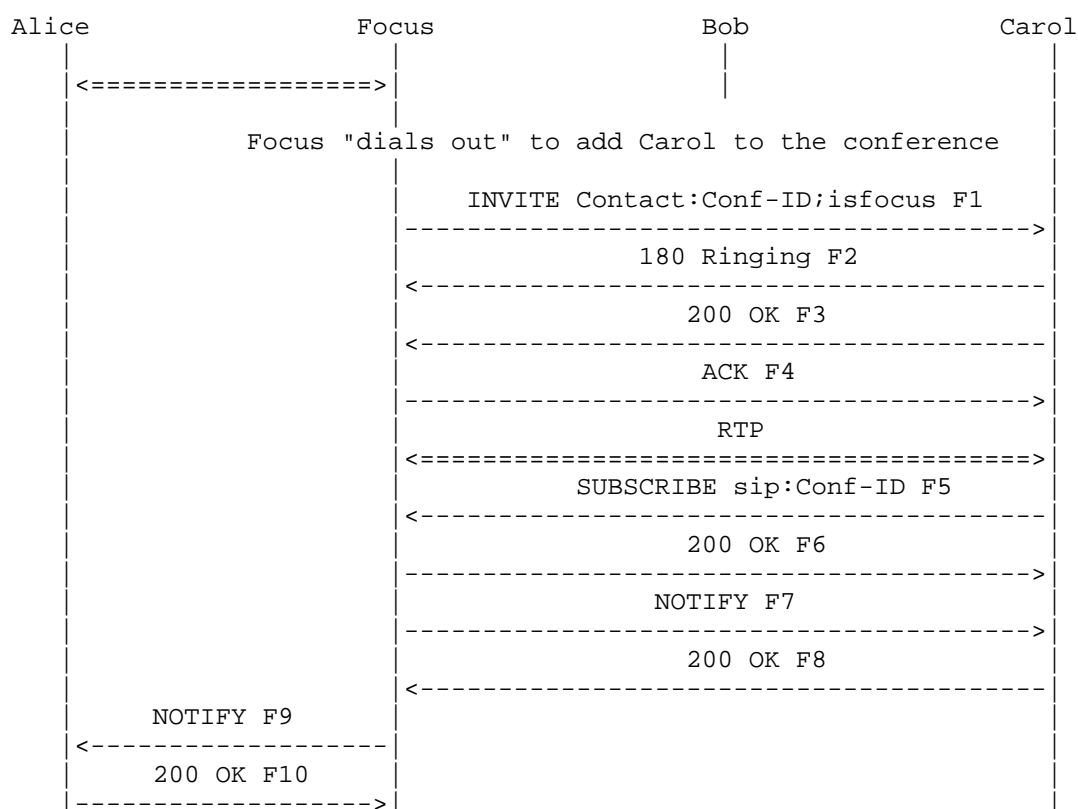 Alice Focus Bob Carol
Focus "dials out" to add Carol to the conference
INVITE Contact:Conf-ID;isfocus F1
180 Ringing F2
200 OK F3
ACK F4
RTP
SUBSCRIBE sip:Conf-ID F5
200 OK F6
NOTIFY F7
200 OK F8
NOTIFY F9
200 OK F10